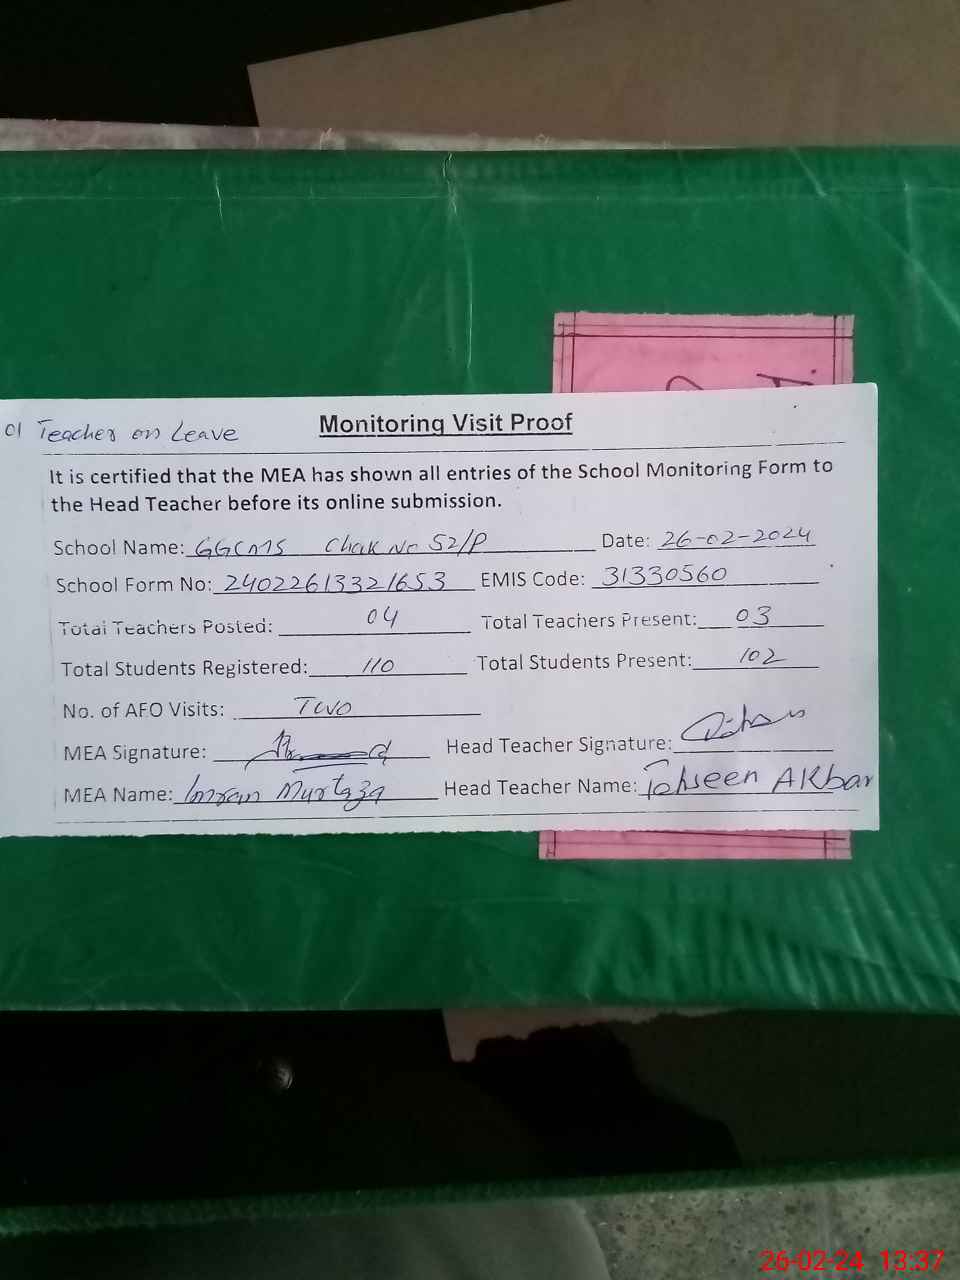 01 Teacher on Leave
Monitoring Visit Proof
It is certified that the MEA has shown all entries of the School Monitoring Form to
the Head Teacher before its online submission.
School Name: GGCMS Chak No 52/P Date: 26-02-2024
School Form No: 24022613321653 EMIS Code: 31330560
Total Teachers Posted: 04 Total Teachers Present: 03
Total Students Registered: 110 Total Students Present: 102
No. of AEO Visits: Two
MEA Signature: Head Teacher Signature:
MEA Name: Imran Murtaza Head Teacher Name: Tehseen Akbar
26-02-24 13:37